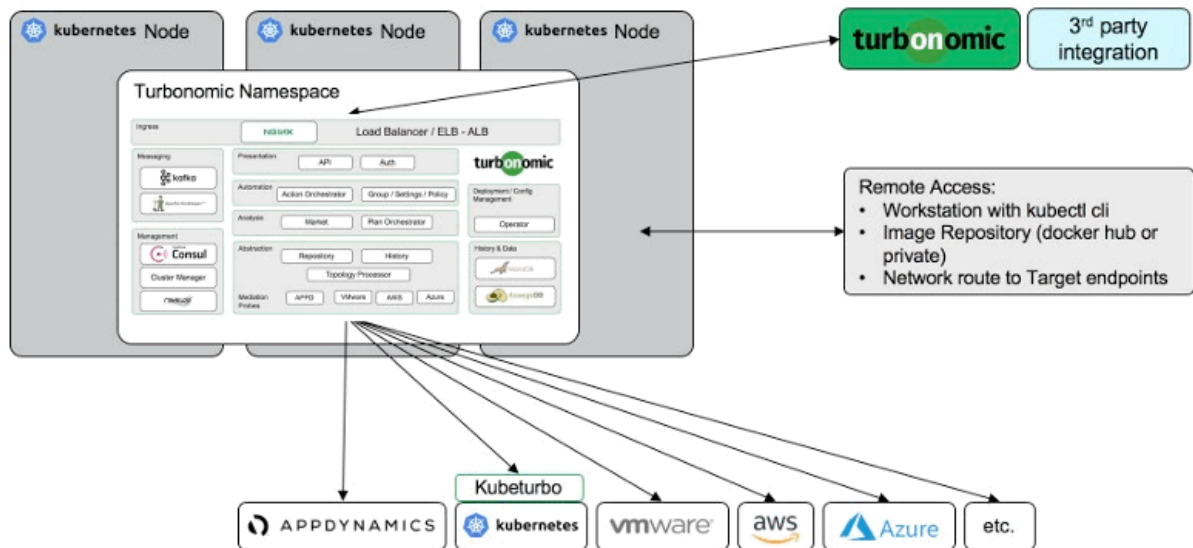 kubernetes Node
kubernetes Node
kubernetes Node
turbonomic
3rd party
integration
Turbonomic Namespace
Ingress
NGINX
Load Balancer / ELB - ALB
Messaging
kafka
Presentation
API
Auth
turbonomic
Automation
Action Orchestrator
Group / Settings / Policy
Deployment / Config
Management
Operator
Analysis
Market
Plan Orchestrator
Management
Consul
Cluster Manager
Abstraction
Repository
History
Topology Processor
History & Data
MariaDB
ArangoDB
Mediation
Probes
APPD
VMware
AWS
Azure
Remote Access:
• Workstation with kubectl cli
• Image Repository (docker hub or
private)
• Network route to Target endpoints
Kubeturbo
APPDYNAMICS
kubernetes
vmware
aws
Azure
etc.